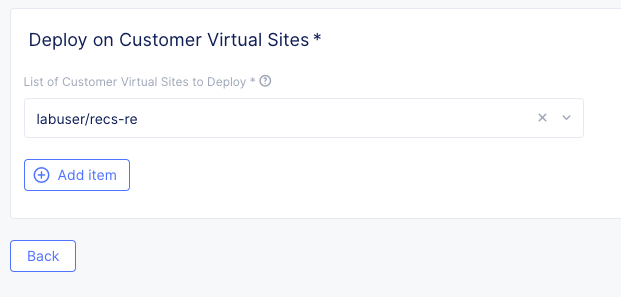 Deploy on Customer Virtual Sites *
List of Customer Virtual Sites to Deploy * ?
labuser/recs-re
Add item
Back